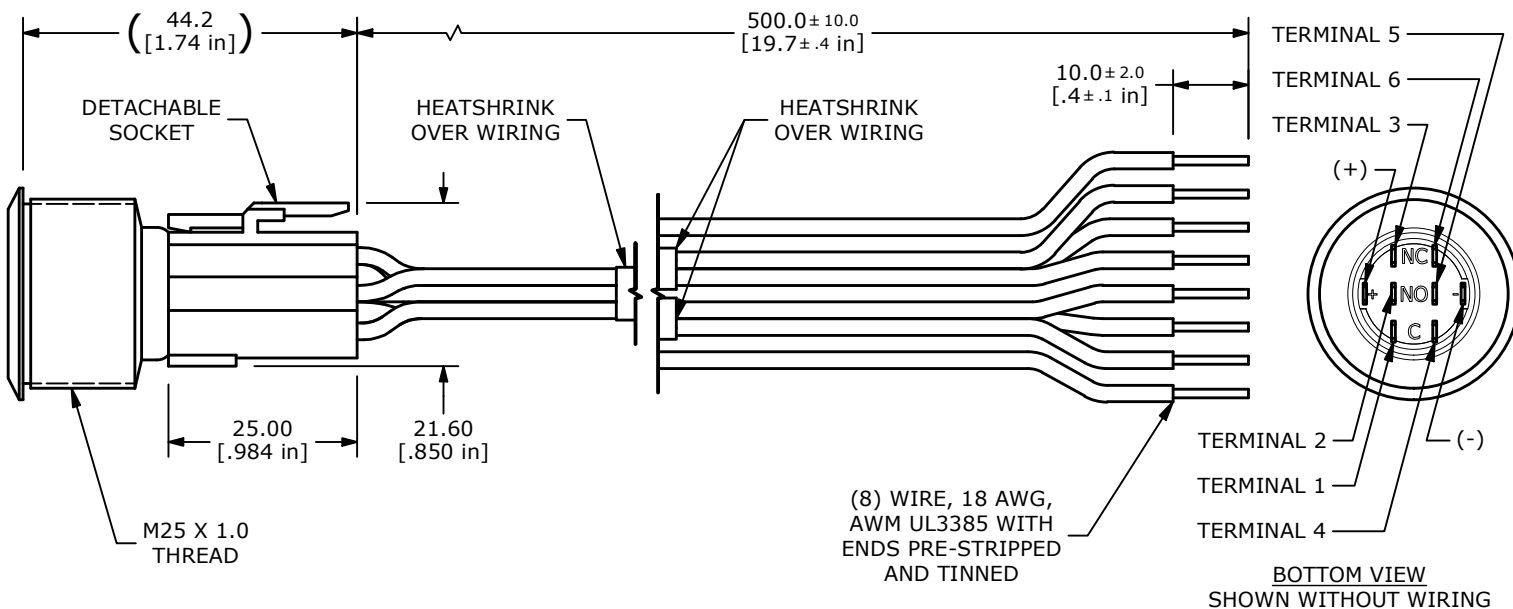 44.2
[1.74 in]
500.0± 10.0
[19.7± .4 in]
10.0± 2.0
[.4± .1 in]
DETACHABLE
SOCKET
HEATSHRINK
OVER WIRING
HEATSHRINK
OVER WIRING
TERMINAL 5
TERMINAL 6
TERMINAL 3
(+)
NC
+ NO -
C
25.00
[.984 in]
21.60
[.850 in]
M25 X 1.0
THREAD
(8) WIRE, 18 AWG,
AWM UL3385 WITH
ENDS PRE-STRIPPED
AND TINNED
TERMINAL 2
(-)
TERMINAL 1
TERMINAL 4
BOTTOM VIEW
SHOWN WITHOUT WIRING